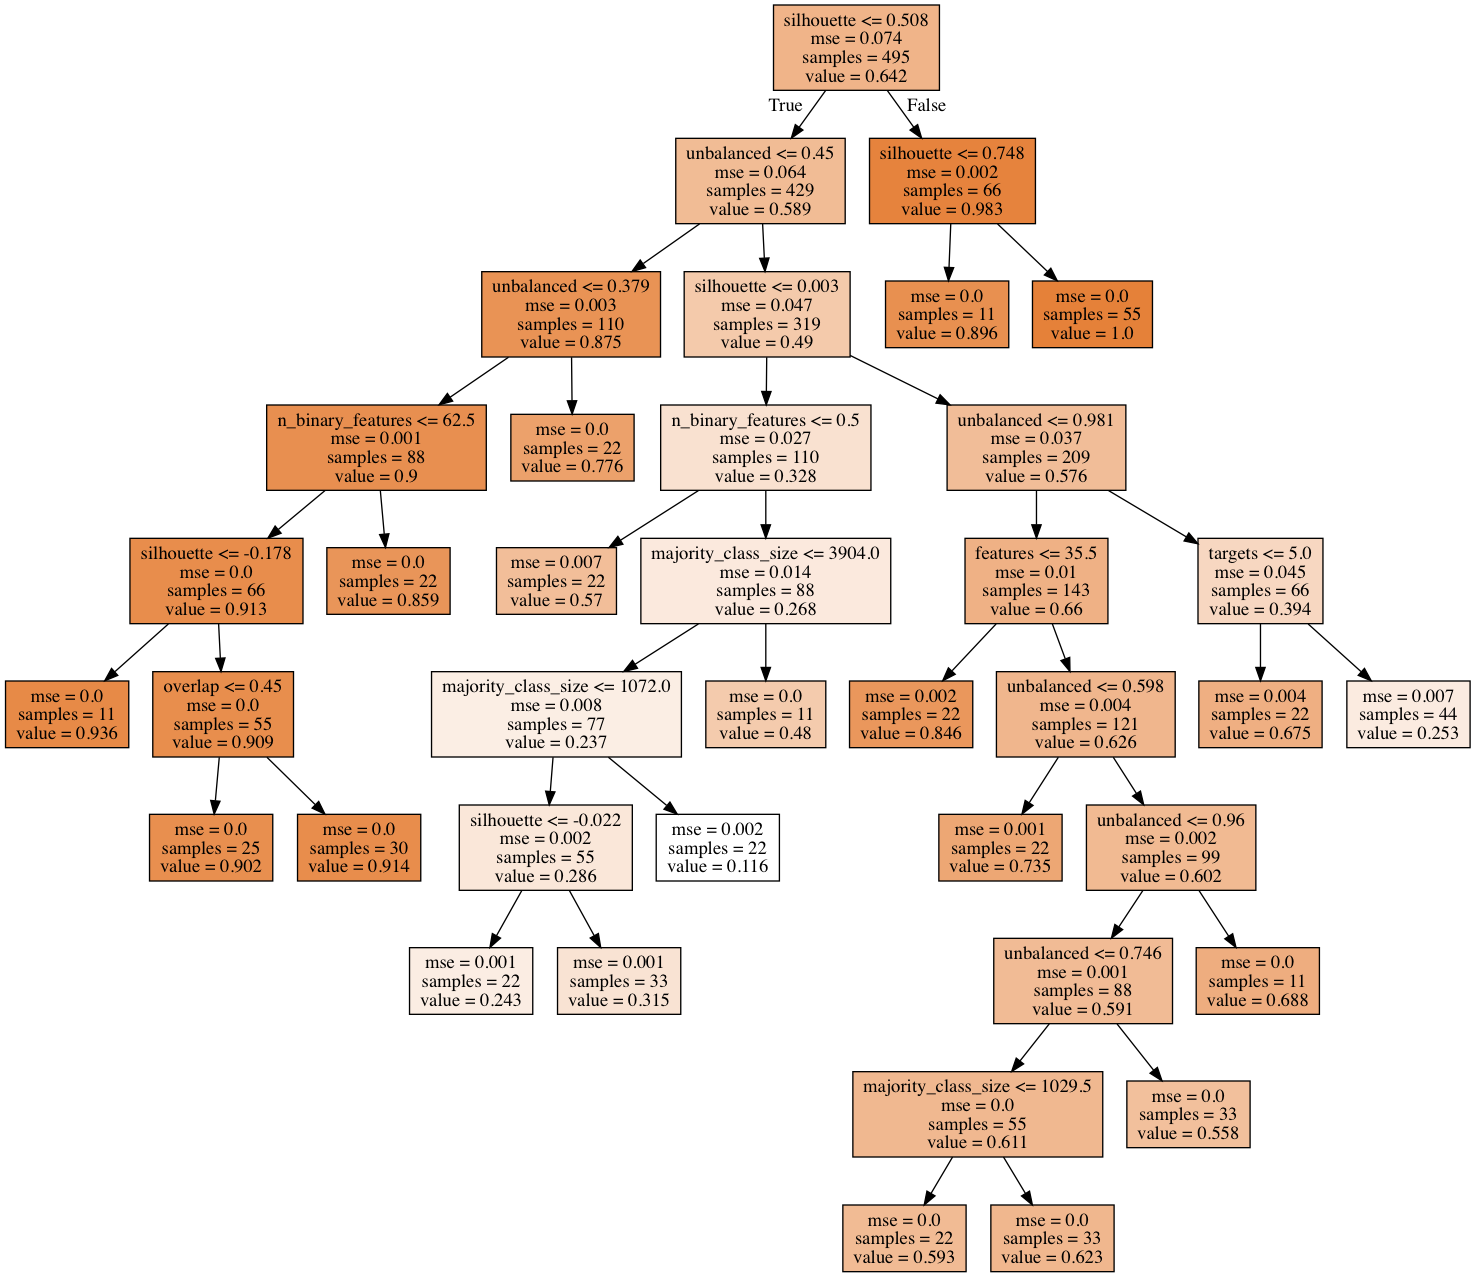 silhouette <= 0.508
mse = 0.074
samples = 495
value = 0.642
True
False
unbalanced <= 0.45
mse = 0.064
samples = 429
value = 0.589
silhouette <= 0.748
mse = 0.002
samples = 66
value = 0.983
unbalanced <= 0.379
mse = 0.003
samples = 110
value = 0.875
silhouette <= 0.003
mse = 0.047
samples = 319
value = 0.49
mse = 0.0
samples = 11
value = 0.896
mse = 0.0
samples = 55
value = 1.0
n_binary_features <= 62.5
mse = 0.001
samples = 88
value = 0.9
mse = 0.0
samples = 22
value = 0.776
n_binary_features <= 0.5
mse = 0.027
samples = 110
value = 0.328
unbalanced <= 0.981
mse = 0.037
samples = 209
value = 0.576
silhouette <= -0.178
mse = 0.0
samples = 66
value = 0.913
mse = 0.0
samples = 22
value = 0.859
mse = 0.007
samples = 22
value = 0.57
majority_class_size <= 3904.0
mse = 0.014
samples = 88
value = 0.268
features <= 35.5
mse = 0.01
samples = 143
value = 0.66
targets <= 5.0
mse = 0.045
samples = 66
value = 0.394
mse = 0.0
samples = 11
value = 0.936
overlap <= 0.45
mse = 0.0
samples = 55
value = 0.909
majority_class_size <= 1072.0
mse = 0.008
samples = 77
value = 0.237
mse = 0.0
samples = 11
value = 0.48
mse = 0.002
samples = 22
value = 0.846
unbalanced <= 0.598
mse = 0.004
samples = 121
value = 0.626
mse = 0.004
samples = 22
value = 0.675
mse = 0.007
samples = 44
value = 0.253
mse = 0.0
samples = 25
value = 0.902
mse = 0.0
samples = 30
value = 0.914
silhouette <= -0.022
mse = 0.002
samples = 55
value = 0.286
mse = 0.002
samples = 22
value = 0.116
mse = 0.001
samples = 22
value = 0.735
unbalanced <= 0.96
mse = 0.002
samples = 99
value = 0.602
mse = 0.001
samples = 22
value = 0.243
mse = 0.001
samples = 33
value = 0.315
unbalanced <= 0.746
mse = 0.001
samples = 88
value = 0.591
mse = 0.0
samples = 11
value = 0.688
majority_class_size <= 1029.5
mse = 0.0
samples = 55
value = 0.611
mse = 0.0
samples = 33
value = 0.558
mse = 0.0
samples = 22
value = 0.593
mse = 0.0
samples = 33
value = 0.623